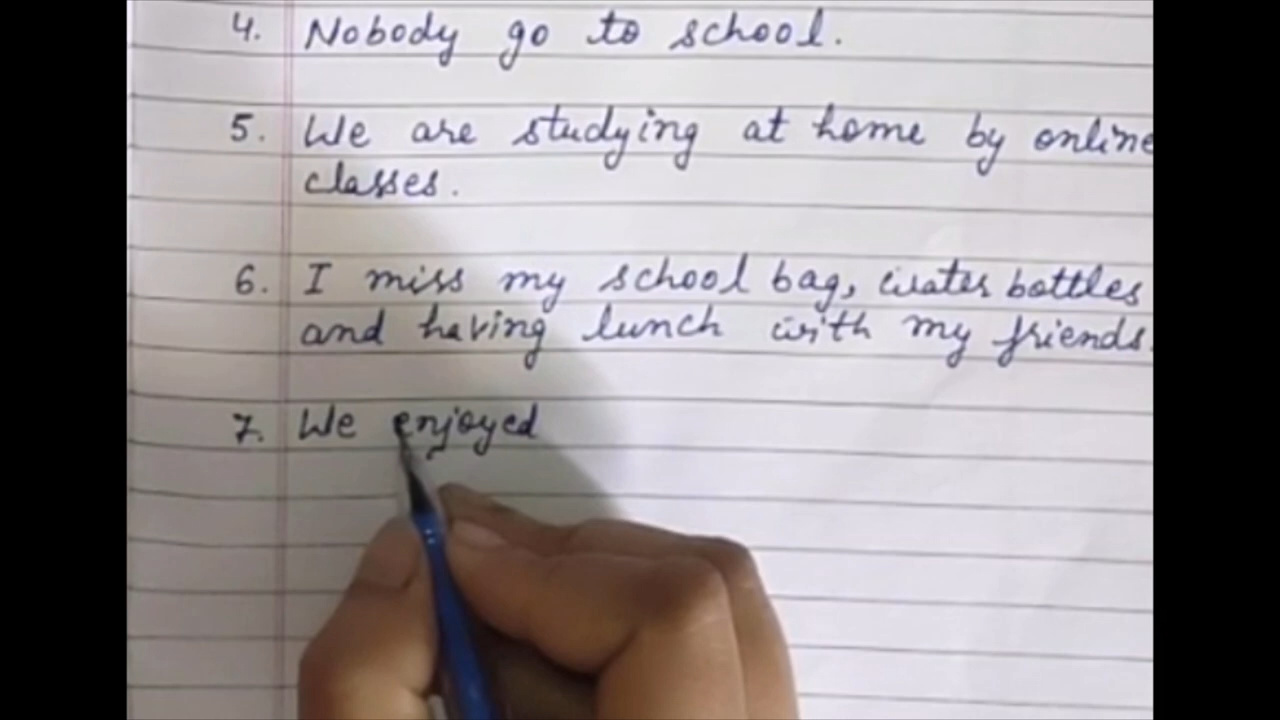 4. Nobody go to school.
5. We are studying at home by online
classes.
6. I miss my school bag, water bottles
and having lunch with my friends.
7. We enjoyed